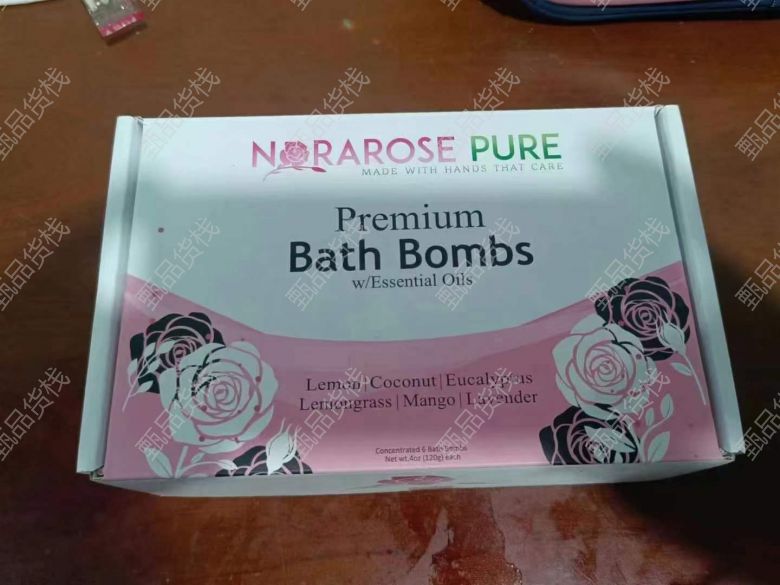 NORAROSE PURE
MADE WITH HANDS THAT CARE
Premium
Bath Bombs
w/Essential Oils
Lemon|Coconut|Eucalyptus
Lemongrass|Mango|Lavender
Concentrated 6 Bath Bombs
Net wt.4oz (120g) each
甄品货栈